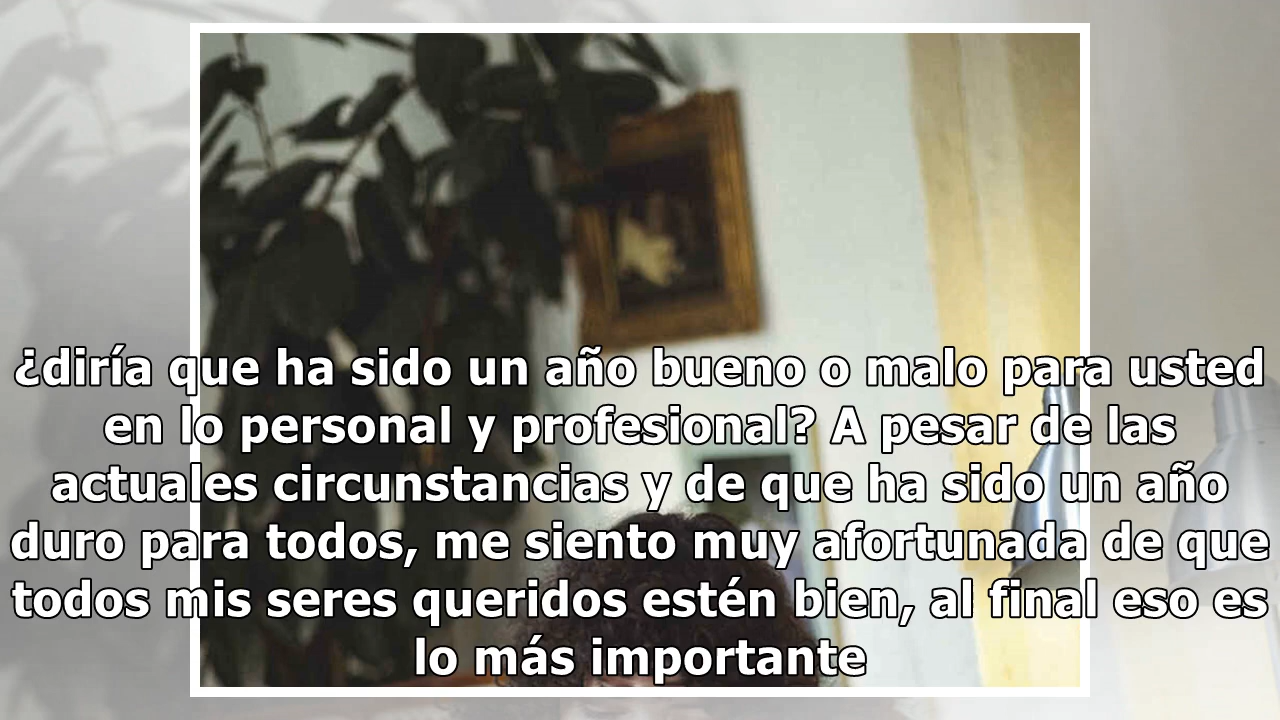 ¿diría que ha sido un año bueno o malo para usted
en lo personal y profesional? A pesar de las
actuales circunstancias y de que ha sido un año
duro para todos, me siento muy afortunada de que
todos mis seres queridos estén bien, al final eso es
lo más importante